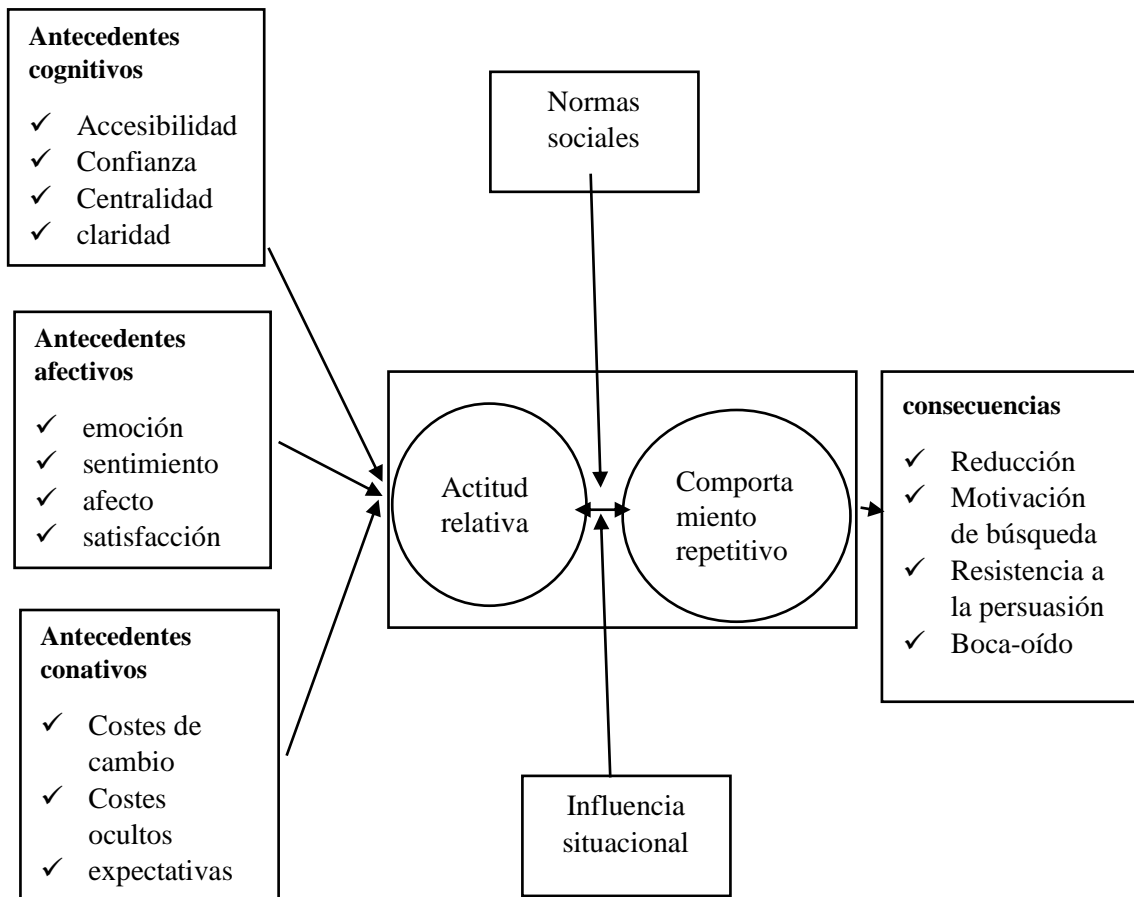 Antecedentes
cognitivos
✓ Accesibilidad
✓ Confianza
✓ Centralidad
✓ claridad
Normas
sociales
Antecedentes
afectivos
✓ emoción
✓ sentimiento
✓ afecto
✓ satisfacción
Actitud
relativa
Comporta
miento
repetitivo
consecuencias
✓ Reducción
✓ Motivación
de búsqueda
✓ Resistencia a
la persuasión
✓ Boca-oído
Antecedentes
conativos
✓ Costes de
cambio
✓ Costes
ocultos
✓ expectativas
Influencia
situacional